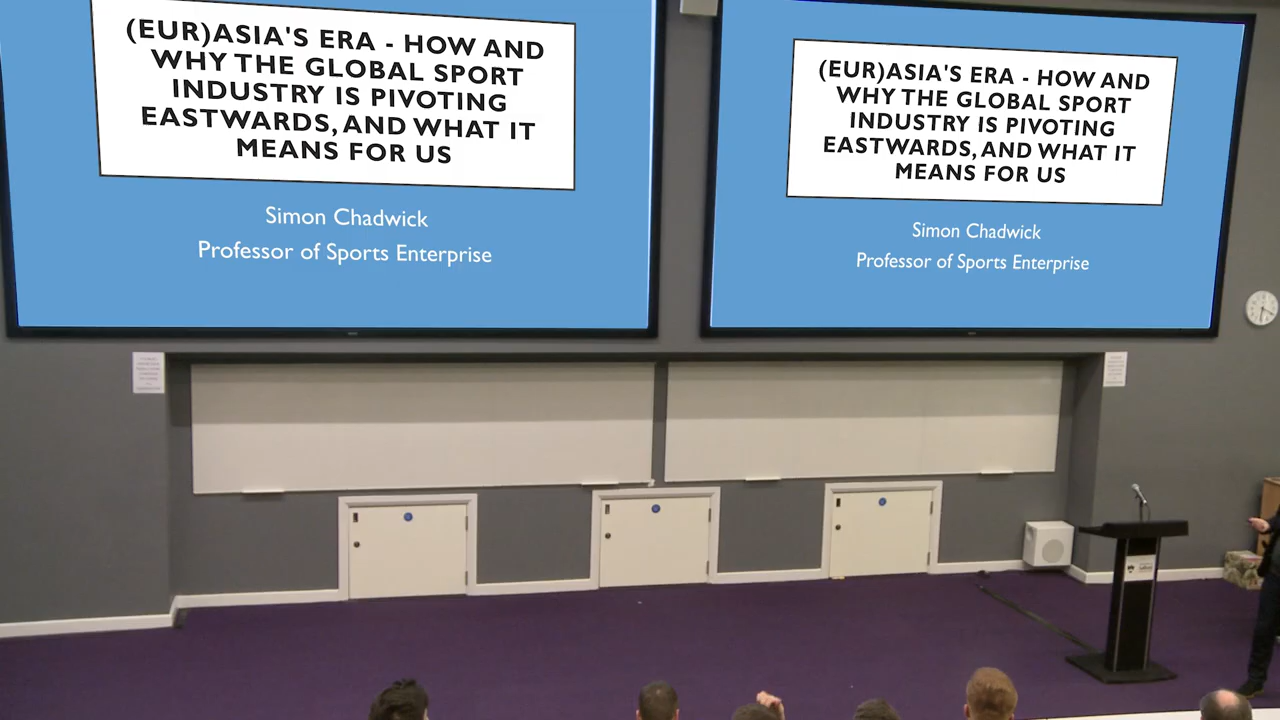 (EUR)ASIA'S ERA - HOW AND
WHY THE GLOBAL SPORT
INDUSTRY IS PIVOTING
EASTWARDS, AND WHAT IT
MEANS FOR US
Simon Chadwick
Professor of Sports Enterprise
(EUR)ASIA'S ERA - HOW AND
WHY THE GLOBAL SPORT
INDUSTRY IS PIVOTING
EASTWARDS, AND WHAT IT
MEANS FOR US
Simon Chadwick
Professor of Sports Enterprise